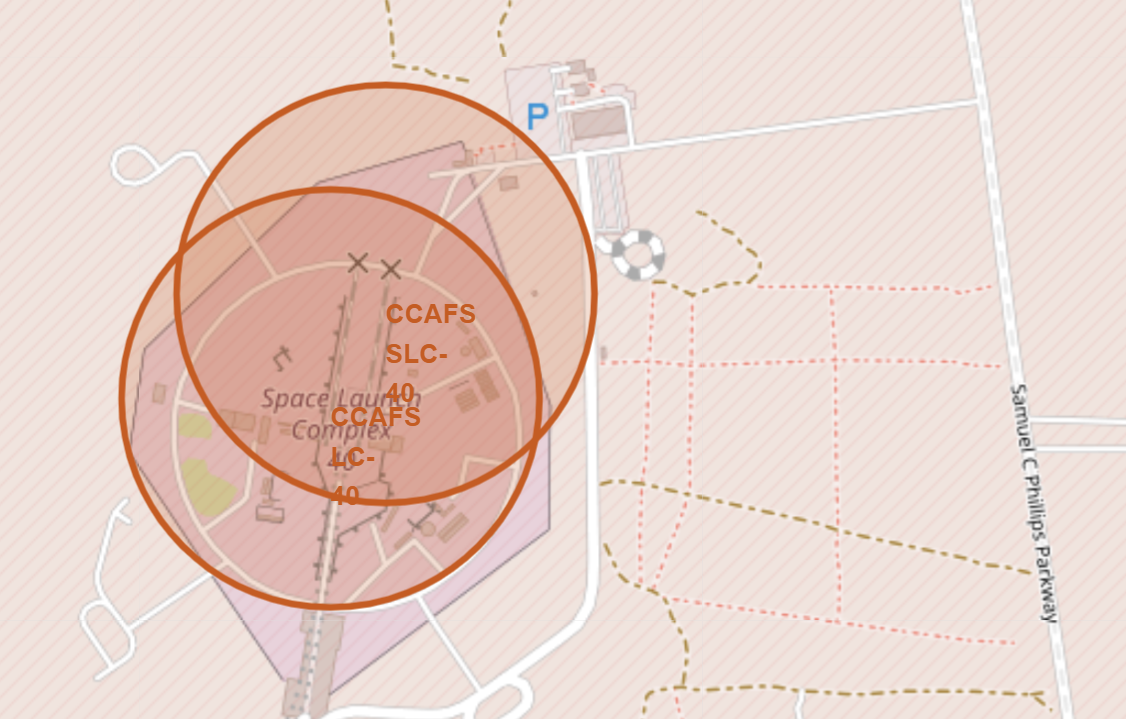 P
CCAFS
SLC-
40
Space Launch
Complex
40
CCAFS
LC-
40
Samuel C Phillips Parkway